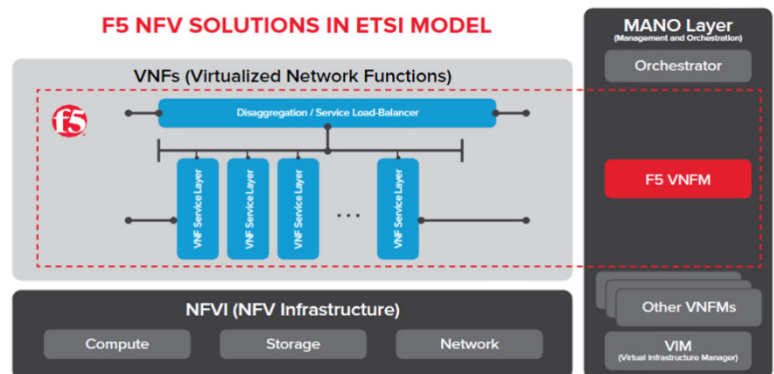 F5 NFV SOLUTIONS IN ETSI MODEL
VNFs (Virtualized Network Functions)
f5
Disaggregation / Service Load-Balancer
VNF Service Layer
VNF Service Layer
VNF Service Layer
...
VNF Service Layer
NFVI (NFV Infrastructure)
Compute
Storage
Network
MANO Layer
(Management and Orchestration)
Orchestrator
F5 VNFM
Other VNFMs
VIM
(Virtual Infrastructure Manager)